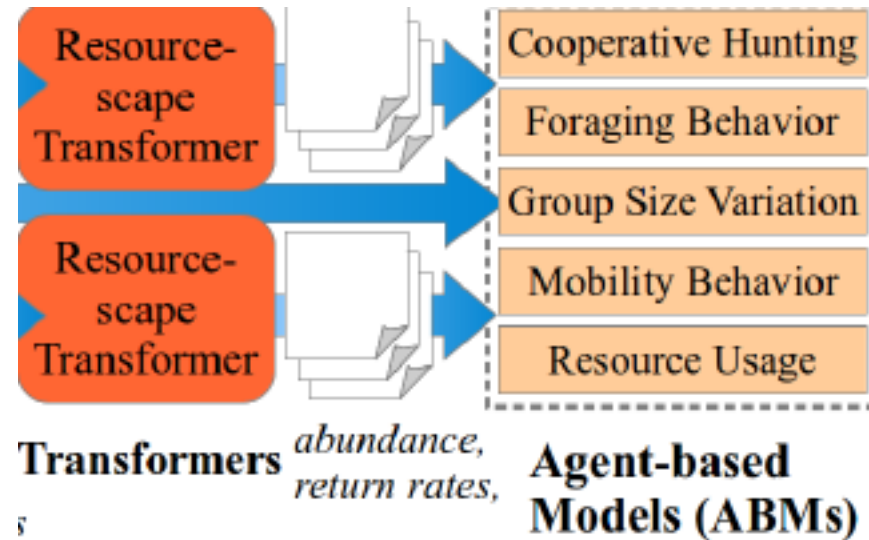 Resource-
scape
Transformer
Resource-
scape
Transformer
Cooperative Hunting
Foraging Behavior
Group Size Variation
Mobility Behavior
Resource Usage
Transformers
abundance,
return rates,
Agent-based
Models (ABMs)
s